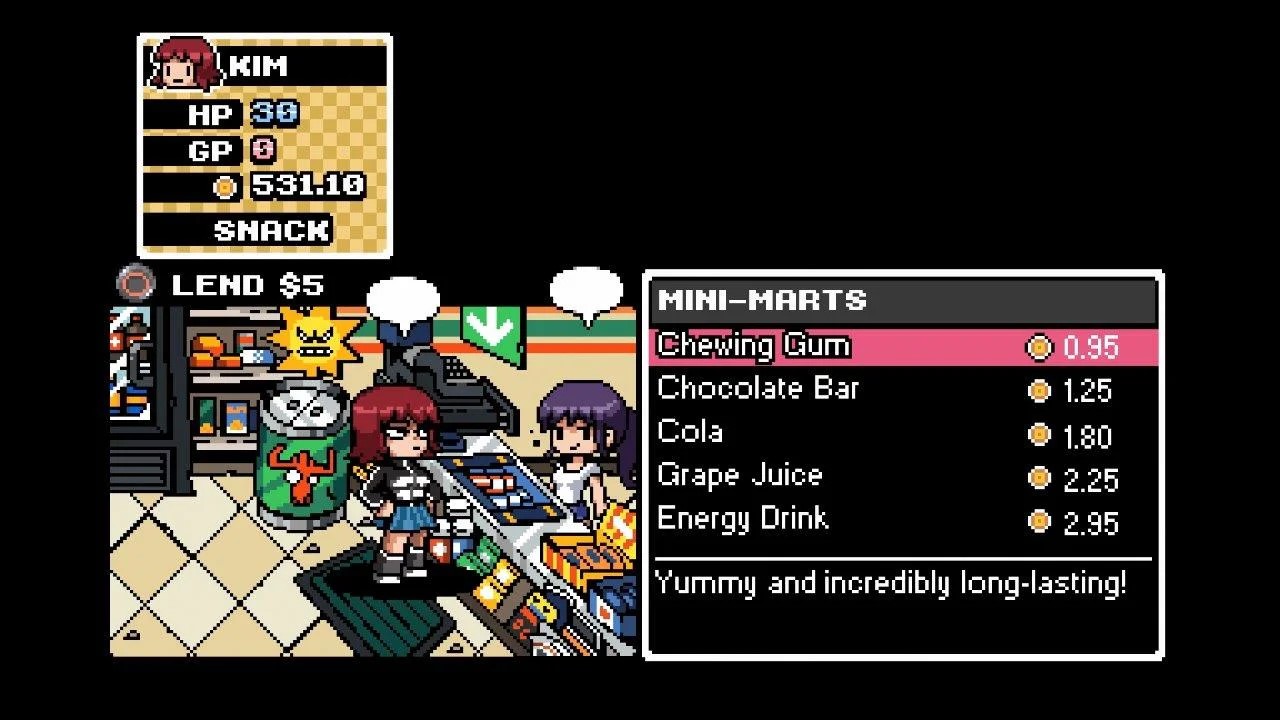 KIM
HP 30
GP 0
531.10
SNACK
LEND $5
MINI-MARTS
Chewing Gum 0.95
Chocolate Bar 1.25
Cola 1.80
Grape Juice 2.25
Energy Drink 2.95
Yummy and incredibly long-lasting!